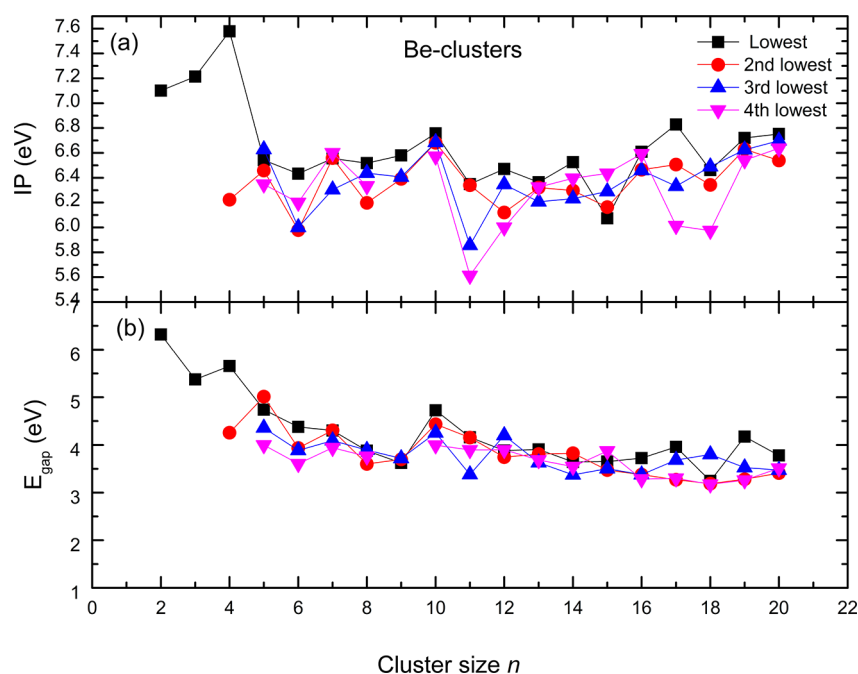 (a)
Be-clusters
Lowest
2nd lowest
3rd lowest
4th lowest
IP (eV)
7.6
7.4
7.2
7.0
6.8
6.6
6.4
6.2
6.0
5.8
5.6
5.4
(b)
E_gap (eV)
7
6
5
4
3
2
1
0 2 4 6 8 10 12 14 16 18 20 22
Cluster size n